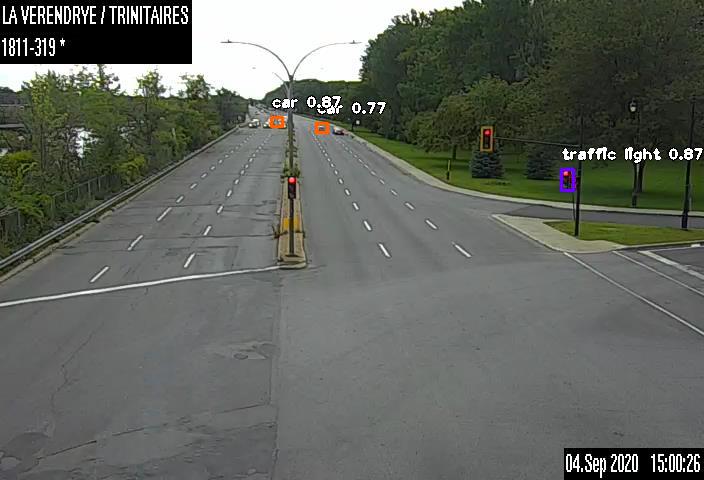 LA VERENDRYE / TRINITAIRES
1811-319 *
car 0.87
car 0.77
traffic light 0.87
04.Sep 2020 15:00:26